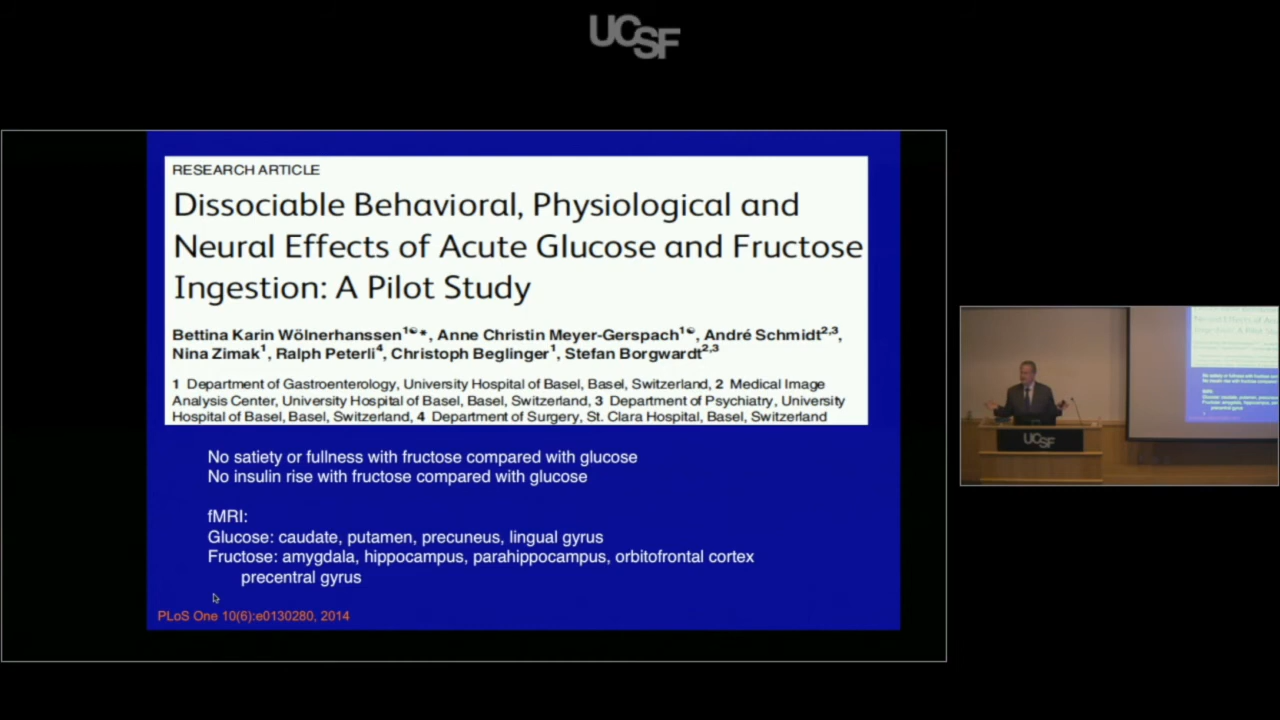 UCSF
RESEARCH ARTICLE
Dissociable Behavioral, Physiological and
Neural Effects of Acute Glucose and Fructose
Ingestion: A Pilot Study
Bettina Karin Wölnerhanssen1☯*, Anne Christin Meyer-Gerspach1☯, André Schmidt2,3,
Nina Zimak1, Ralph Peterli4, Christoph Beglinger1, Stefan Borgwardt2,3
1 Department of Gastroenterology, University Hospital of Basel, Basel, Switzerland, 2 Medical Image
Analysis Center, University Hospital of Basel, Basel, Switzerland, 3 Department of Psychiatry, University
Hospital of Basel, Basel, Switzerland, 4 Department of Surgery, St. Clara Hospital, Basel, Switzerland
No satiety or fullness with fructose compared with glucose
No insulin rise with fructose compared with glucose
fMRI:
Glucose: caudate, putamen, precuneus, lingual gyrus
Fructose: amygdala, hippocampus, parahippocampus, orbitofrontal cortex
precentral gyrus
PLoS One 10(6):e0130280, 2014
UCSF